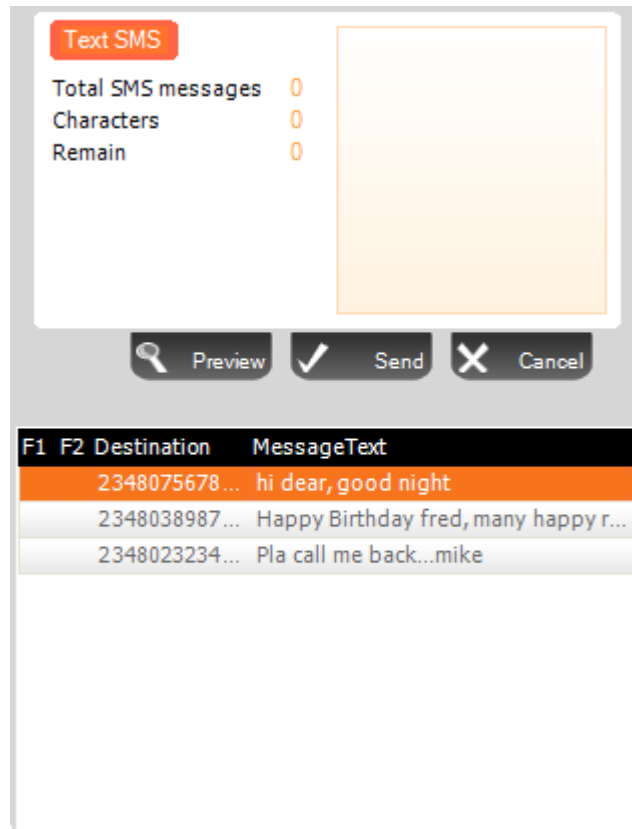 Text SMS
Total SMS messages 0
Characters 0
Remain 0
Preview Send Cancel
F1 F2 Destination MessageText
2348075678... hi dear, good night
2348038987... Happy Birthday fred, many happy r...
2348023234... Pla call me back...mike